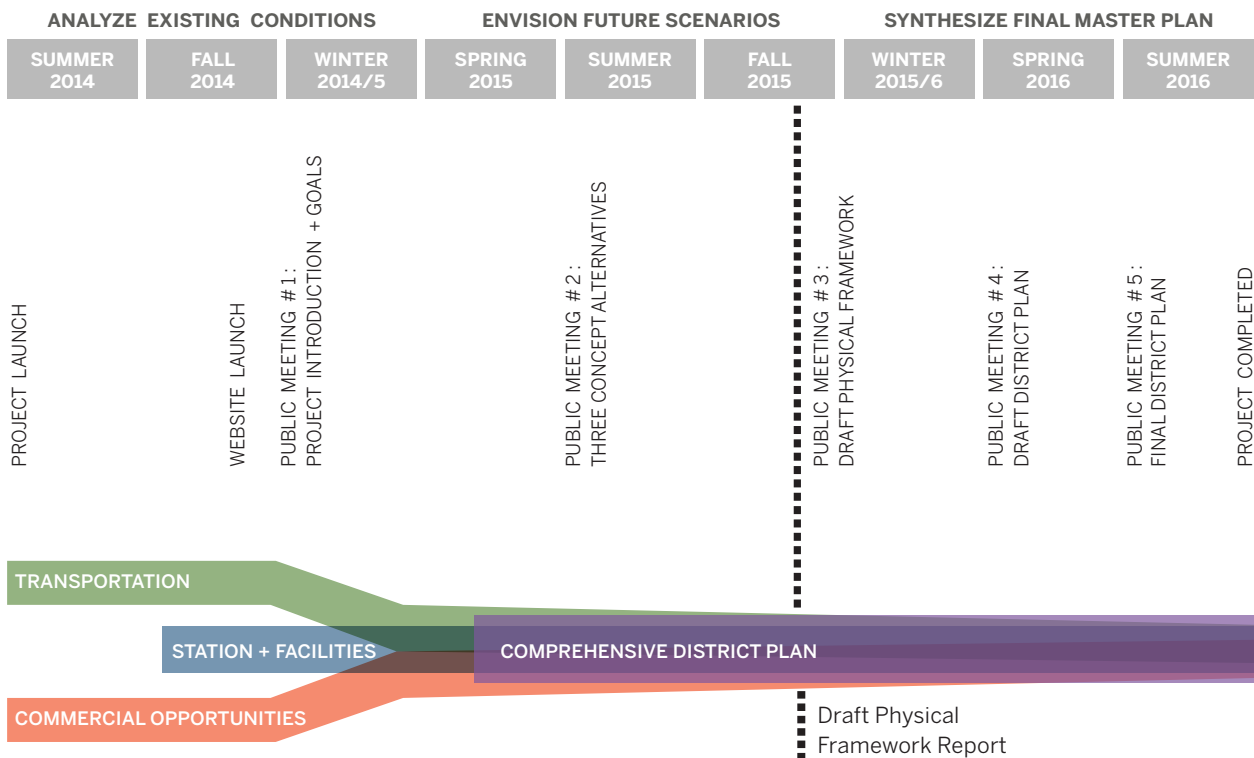 ANALYZE EXISTING CONDITIONS
ENVISION FUTURE SCENARIOS
SYNTHESIZE FINAL MASTER PLAN
SUMMER
2014
FALL
2014
WINTER
2014/5
SPRING
2015
SUMMER
2015
FALL
2015
WINTER
2015/6
SPRING
2016
SUMMER
2016
PROJECT LAUNCH
WEBSITE LAUNCH
PUBLIC MEETING #1:
PROJECT INTRODUCTION + GOALS
PUBLIC MEETING #2:
THREE CONCEPT ALTERNATIVES
PUBLIC MEETING #3:
DRAFT PHYSICAL FRAMEWORK
PUBLIC MEETING #4:
DRAFT DISTRICT PLAN
PUBLIC MEETING #5:
FINAL DISTRICT PLAN
PROJECT COMPLETED
TRANSPORTATION
STATION + FACILITIES
COMPREHENSIVE DISTRICT PLAN
COMMERCIAL OPPORTUNITIES
Draft Physical
Framework Report